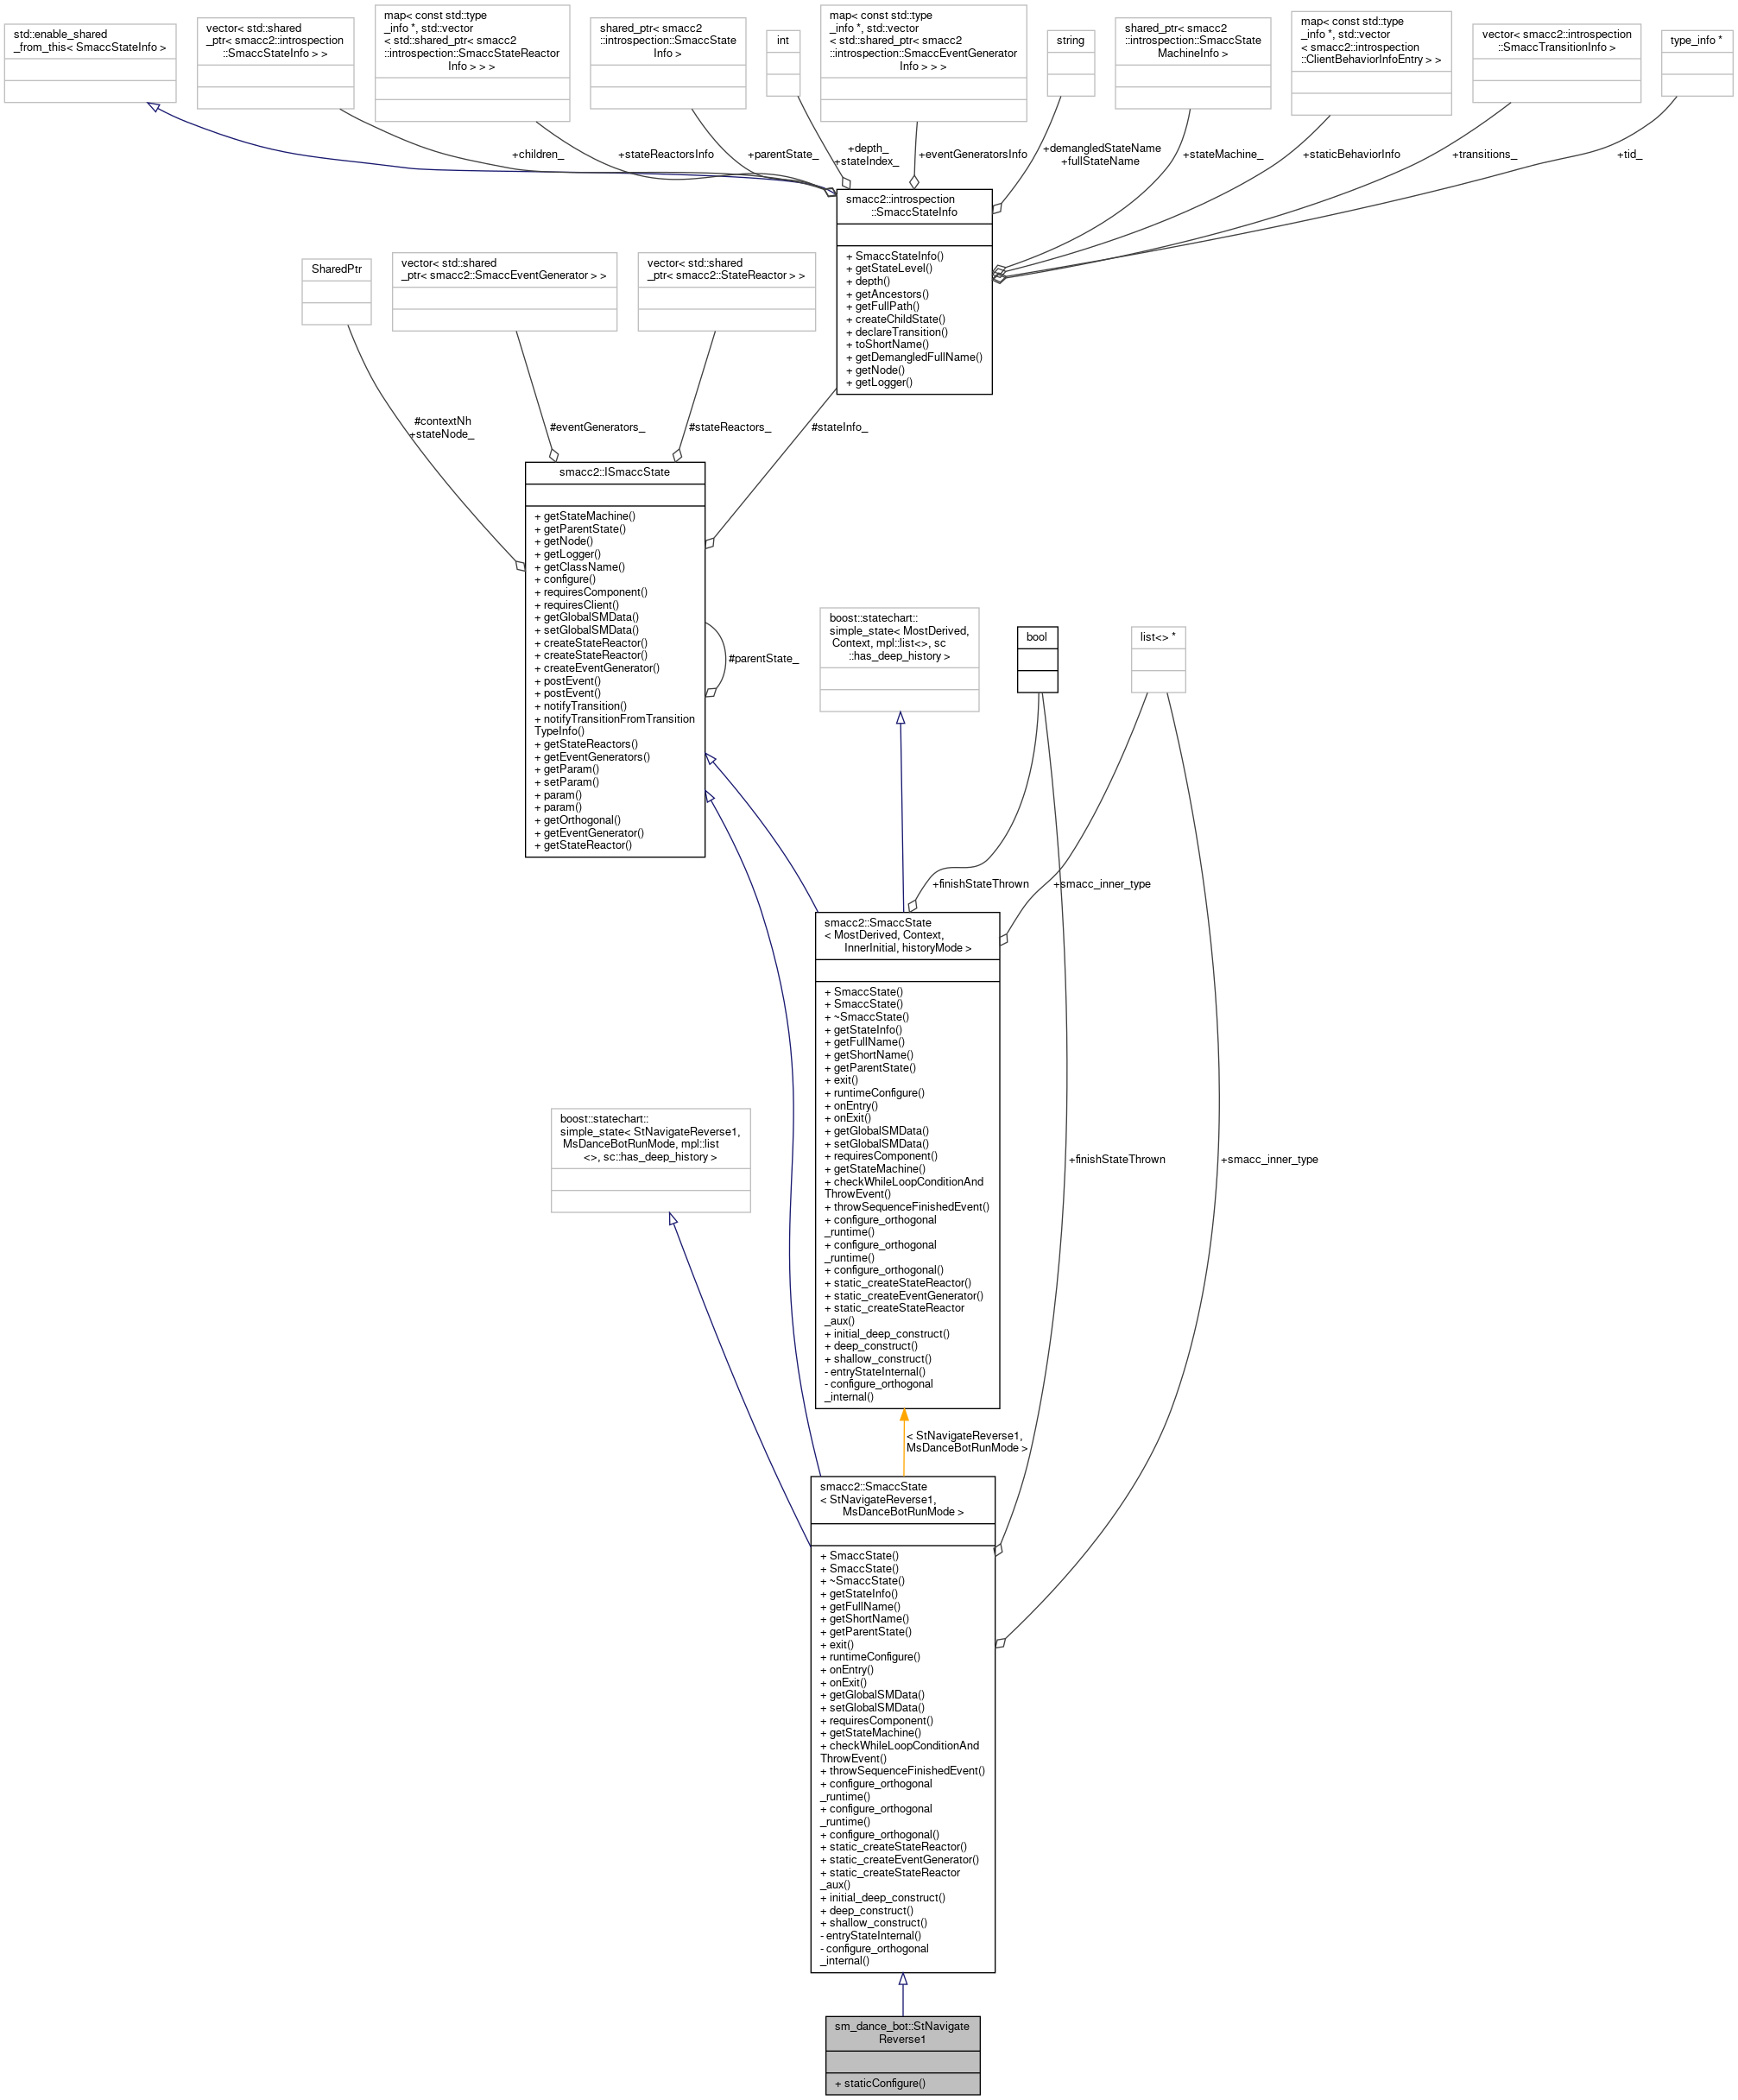 std::enable_shared
_from_this< SmaccStateInfo >
vector< std::shared
_ptr< smacc2::introspection
::SmaccStateInfo > >
map< const std::type
_info *, std::vector
< std::shared_ptr< smacc2
::introspection::SmaccStateReactor
Info > > >
shared_ptr< smacc2
::introspection::SmaccState
Info >
int
map< const std::type
_info *, std::vector
< std::shared_ptr< smacc2
::introspection::SmaccEventGenerator
Info > > >
string
shared_ptr< smacc2
::introspection::SmaccState
MachineInfo >
map< const std::type
_info *, std::vector
< smacc2::introspection
::ClientBehaviorInfoEntry > >
vector< smacc2::introspection
::SmaccTransitionInfo >
type_info *
+children_
+stateReactorsInfo
+parentState_
+depth_
+stateIndex_
+eventGeneratorsInfo
+demangledStateName
+fullStateName
+stateMachine_
+staticBehaviorInfo
+transitions_
+tid_
smacc2::introspection
::SmaccStateInfo
+ SmaccStateInfo()
+ getStateLevel()
+ depth()
+ getAncestors()
+ getFullPath()
+ createChildState()
+ declareTransition()
+ toShortName()
+ getDemangledFullName()
+ getNode()
+ getLogger()
SharedPtr
vector< std::shared
_ptr< smacc2::SmaccEventGenerator > >
vector< std::shared
_ptr< smacc2::StateReactor > >
#contextNh
+stateNode_
#eventGenerators_
#stateReactors_
#stateInfo_
smacc2::ISmaccState
+ getStateMachine()
+ getParentState()
+ getNode()
+ getLogger()
+ getClassName()
+ configure()
+ requiresComponent()
+ requiresClient()
+ getGlobalSMData()
+ setGlobalSMData()
+ createStateReactor()
+ createStateReactor()
+ createEventGenerator()
+ postEvent()
+ postEvent()
+ notifyTransition()
+ notifyTransitionFromTransition
TypeInfo()
+ getStateReactors()
+ getEventGenerators()
+ getParam()
+ setParam()
+ param()
+ param()
+ getOrthogonal()
+ getEventGenerator()
+ getStateReactor()
#parentState_
boost::statechart::
simple_state< MostDerived,
Context, mpl::list<>, sc
::has_deep_history >
bool
list<> *
+finishStateThrown
+smacc_inner_type
smacc2::SmaccState
< MostDerived, Context,
InnerInitial, historyMode >
+ SmaccState()
+ SmaccState()
+ ~SmaccState()
+ getStateInfo()
+ getFullName()
+ getShortName()
+ getParentState()
+ exit()
+ runtimeConfigure()
+ onEntry()
+ onExit()
+ getGlobalSMData()
+ setGlobalSMData()
+ requiresComponent()
+ getStateMachine()
+ checkWhileLoopConditionAnd
ThrowEvent()
+ throwSequenceFinishedEvent()
+ configure_orthogonal
_runtime()
+ configure_orthogonal
_runtime()
+ configure_orthogonal()
+ static_createStateReactor()
+ static_createEventGenerator()
+ static_createStateReactor
_aux()
+ initial_deep_construct()
+ deep_construct()
+ shallow_construct()
- entryStateInternal()
- configure_orthogonal
_internal()
boost::statechart::
simple_state< StNavigateReverse1,
MsDanceBotRunMode, mpl::list
<>, sc::has_deep_history >
+finishStateThrown
+smacc_inner_type
< StNavigateReverse1,
MsDanceBotRunMode >
smacc2::SmaccState
< StNavigateReverse1,
MsDanceBotRunMode >
+ SmaccState()
+ SmaccState()
+ ~SmaccState()
+ getStateInfo()
+ getFullName()
+ getShortName()
+ getParentState()
+ exit()
+ runtimeConfigure()
+ onEntry()
+ onExit()
+ getGlobalSMData()
+ setGlobalSMData()
+ requiresComponent()
+ getStateMachine()
+ checkWhileLoopConditionAnd
ThrowEvent()
+ throwSequenceFinishedEvent()
+ configure_orthogonal
_runtime()
+ configure_orthogonal
_runtime()
+ configure_orthogonal()
+ static_createStateReactor()
+ static_createEventGenerator()
+ static_createStateReactor
_aux()
+ initial_deep_construct()
+ deep_construct()
+ shallow_construct()
- entryStateInternal()
- configure_orthogonal
_internal()
sm_dance_bot::StNavigate
Reverse1
+ staticConfigure()